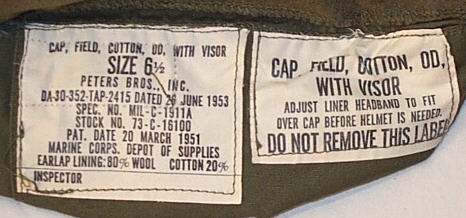 CAP, FIELD, COTTON, OD, WITH VISOR
SIZE 6½
PETERS BROS., INC.
DA-30-352-TAP-2415 DATED 26 JUNE 1953
SPEC. NO. MIL-C-1911A
STOCK NO. 73-C-16100
PAT. DATE 20 MARCH 1951
MARINE CORPS. DEPOT OF SUPPLIES
EARLAP LINING: 80% WOOL COTTON 20%
INSPECTOR
CAP, FIELD, COTTON, OD,
WITH VISOR
ADJUST LINER HEADBAND TO FIT
OVER CAP BEFORE HELMET IS NEEDED.
DO NOT REMOVE THIS LABEL